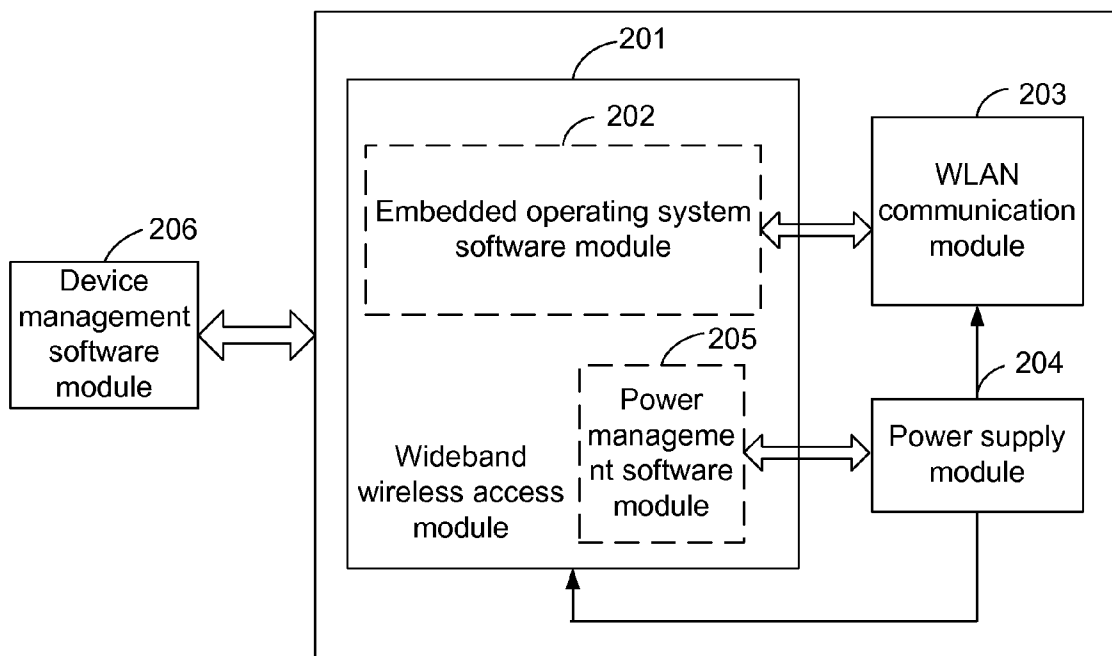 201
202
Embedded operating system
software module
203
WLAN
communication
module
206
Device
management
software
module
205
Power
manageme
nt software
module
Wideband
wireless access
module
204
Power supply
module